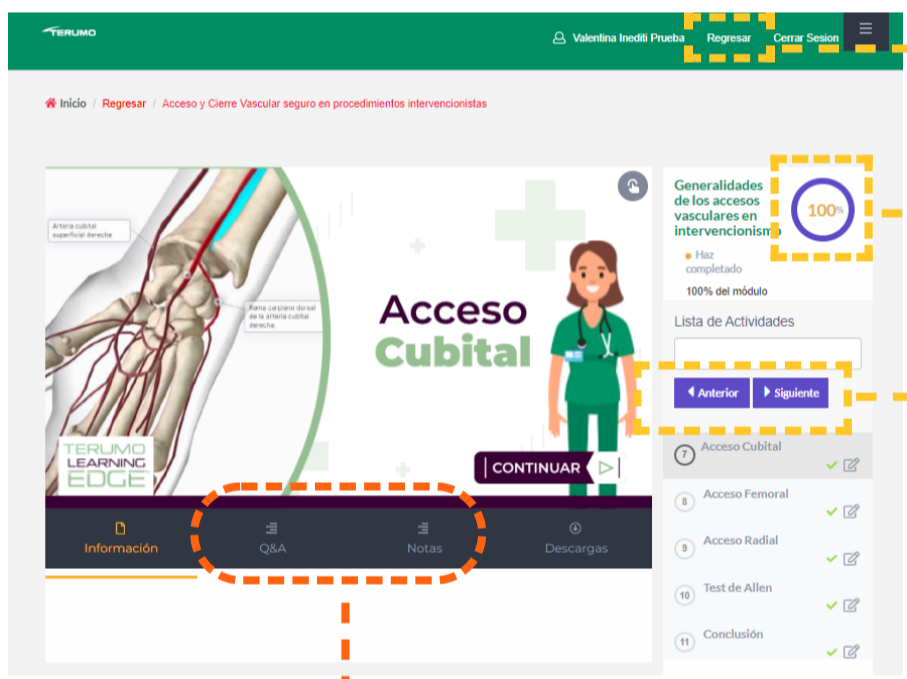 TERUMO
Valentina Inediti Prueba Regresar Cerrar Sesion
Inicio / Regresar / Acceso y Cierre Vascular seguro en procedimientos intervencionistas
Arteria cubital
superficial derecha
Rama carpiano dorsal
de la arteria cubital
derecha
Acceso
Cubital
TERUMO
LEARNING
EDGE
CONTINUAR
Información
Q&A
Notas
Descargas
Generalidades
de los accesos
vasculares en
intervencionismo
100%
Haz
completado
100% del módulo
Lista de Actividades
Anterior
Siguiente
7 Acceso Cubital
8 Acceso Femoral
9 Acceso Radial
10 Test de Allen
11 Conclusión